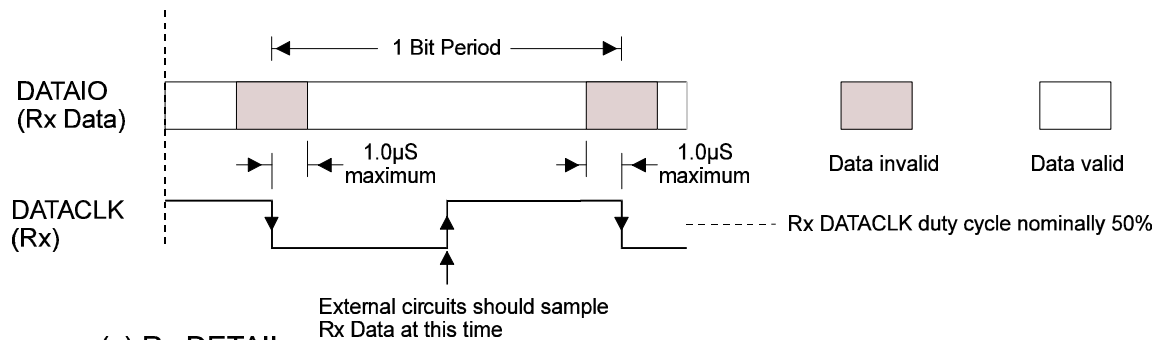 1 Bit Period
DATAIO
(Rx Data)
1.0µS
maximum
1.0µS
maximum
Data invalid
Data valid
DATACLK
(Rx)
Rx DATACLK duty cycle nominally 50%
External circuits should sample
Rx Data at this time